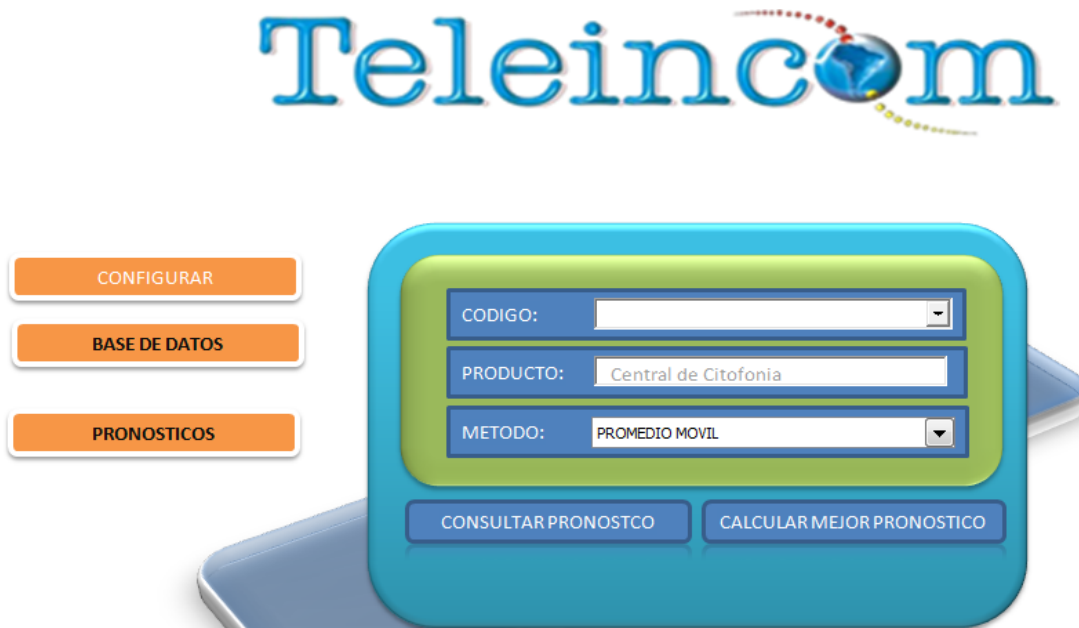 Teleincom
CONFIGURAR
BASE DE DATOS
PRONOSTICOS
CODIGO:
PRODUCTO: Central de Citofonia
METODO: PROMEDIO MOVIL
CONSULTAR PRONOSTCO
CALCULAR MEJOR PRONOSTICO